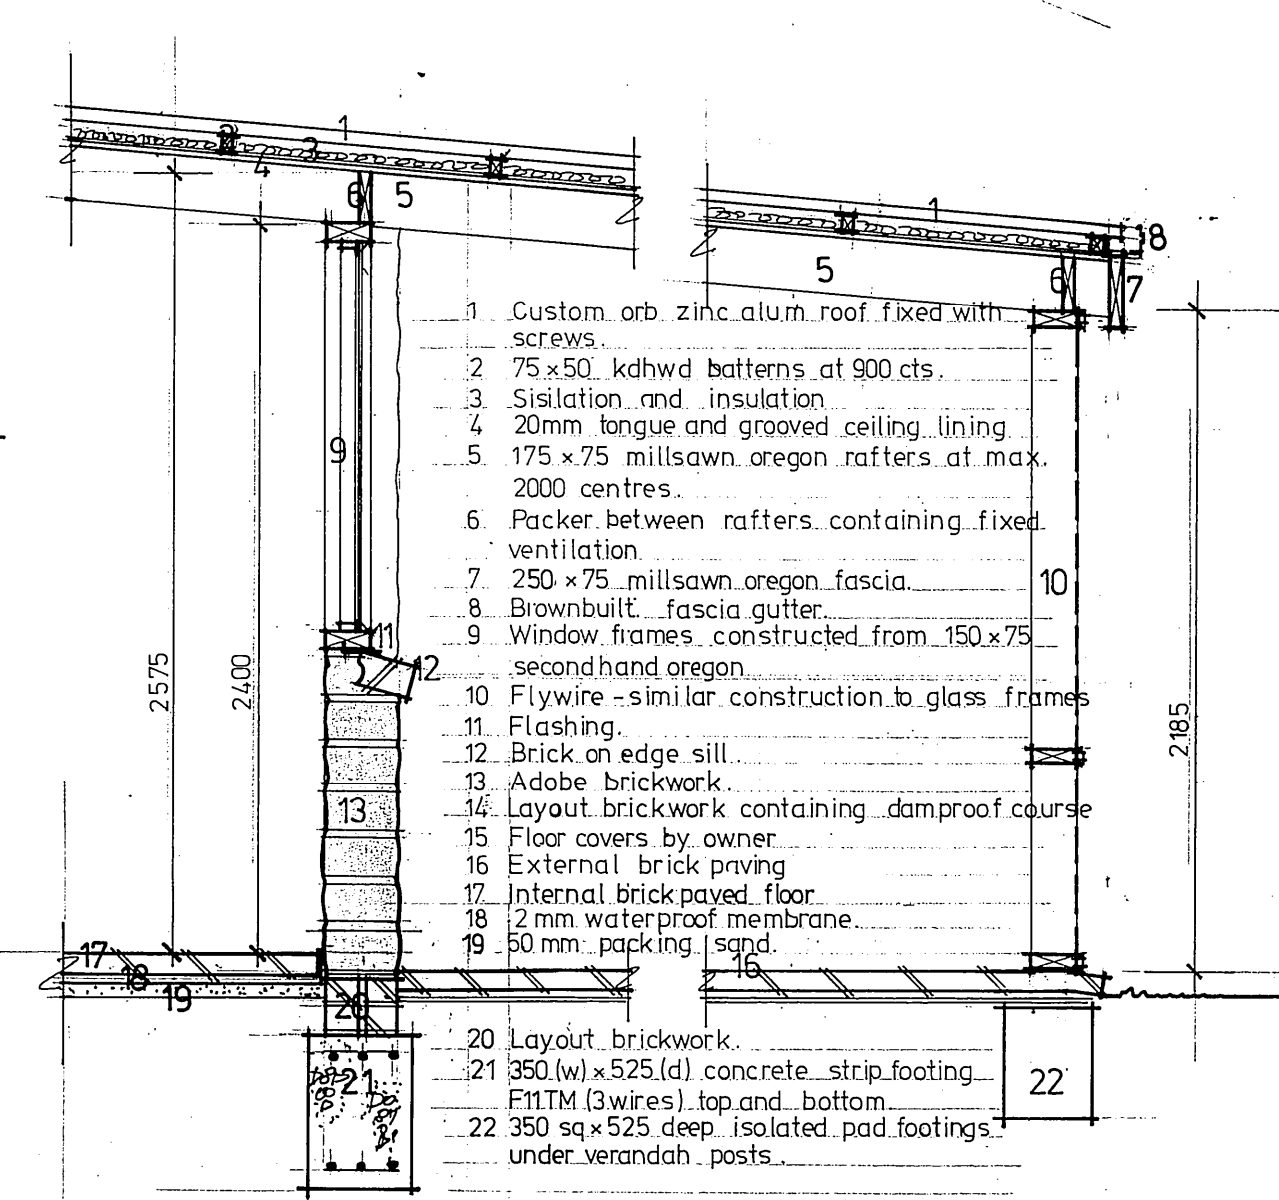 1
2
3
4
6
5
1
8
5
6
7
1 Custom orb zinc alum roof fixed with
screws.
2 75 x 50 kdhwd batterns at 900 cts.
3 Sisilation and insulation
4 20mm tongue and grooved ceiling lining
5 175 x 75 millsawn oregon rafters at max.
2000 centres.
6 Packer between rafters containing fixed
ventilation
7 250 x 75 millsawn oregon fascia.
8 Brownbuilt fascia gutter.
9 Window frames constructed from 150 x 75
secondhand oregon
10 Flywire - similar construction to glass frames
11 Flashing.
12 Brick on edge sill.
13 Adobe brickwork.
14 Layout brickwork containing damproof course
15 Floor covers by owner
16 External brick paving
17 Internal brick paved floor
18 2 mm waterproof membrane.
19 50 mm packing sand.
9
10
11
12
2575
2400
2185
13
17
18
19
16
20
20 Layout brickwork.
21 350 (w) x 525 (d) concrete strip footing
F11TM (3 wires) top and bottom
22 350 sq x 525 deep isolated pad footings
under verandah posts.
21
22